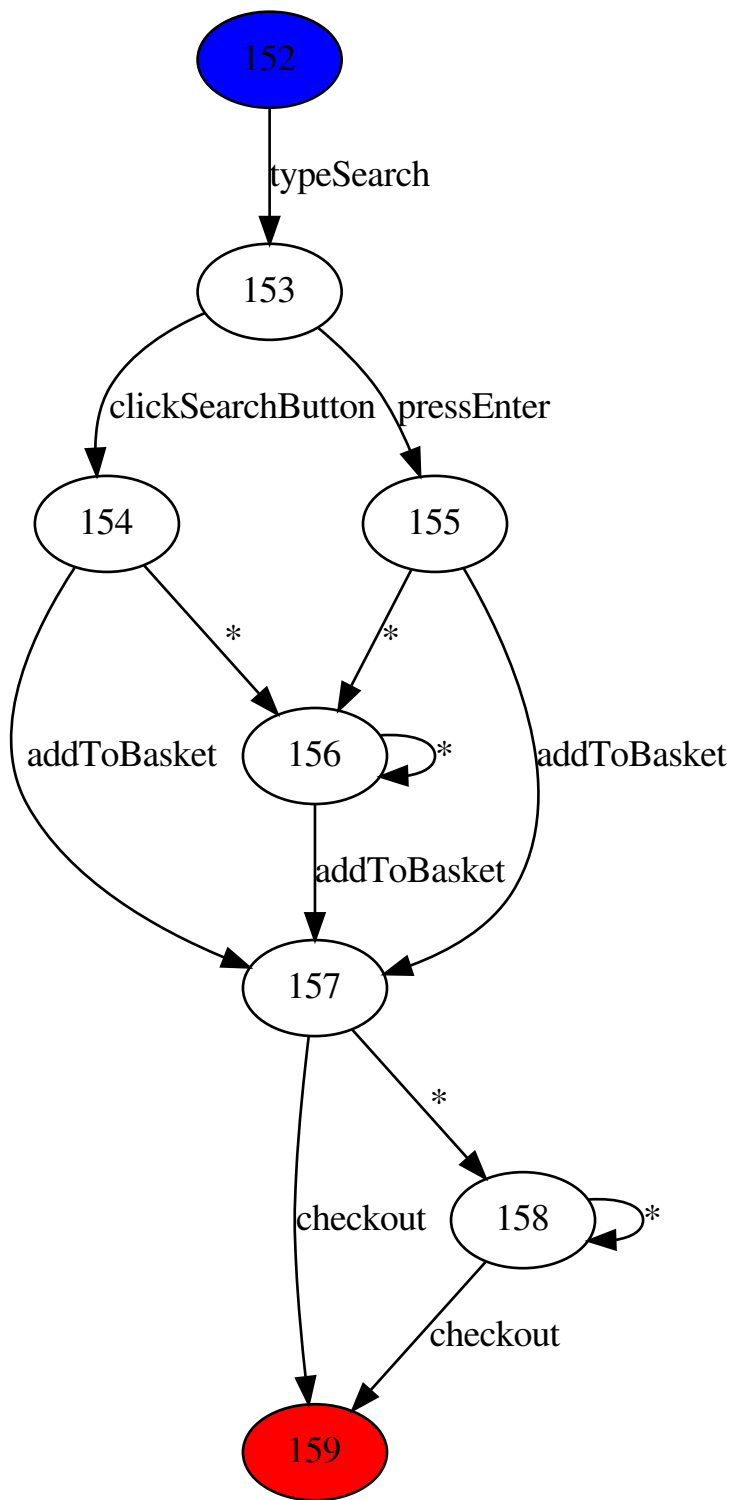 152
typeSearch
153
clickSearchButton
pressEnter
154
155
*
*
addToBasket
156
*
addToBasket
addToBasket
157
*
checkout
158
*
checkout
159